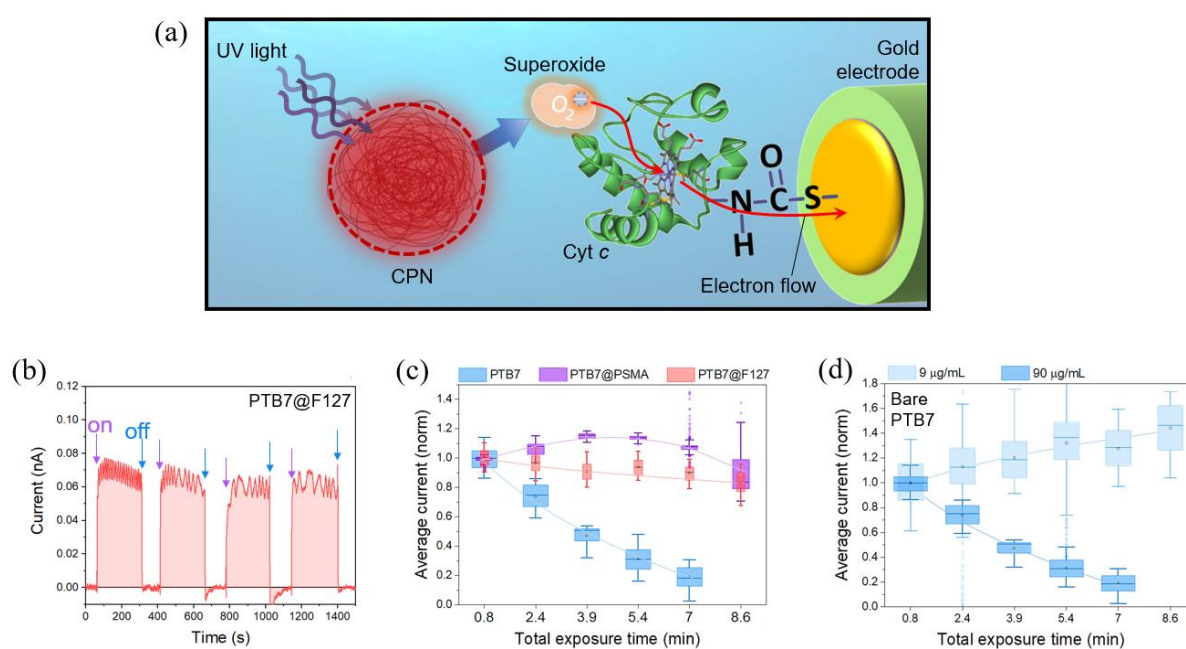 (a)
UV light
Superoxide
Gold
electrode
O2
O
N
C
S
H
CPN
Cyt c
Electron flow
(b)
PTB7@F127
on
off
Current (nA)
0.12
0.10
0.08
0.06
0.04
0.02
0.00
0 200 400 600 800 1000 1200 1400
Time (s)
(c)
PTB7 PTB7@PSMA PTB7@F127
Average current (norm)
1.4
1.2
1.0
0.8
0.6
0.4
0.2
0.0
0.8 2.4 3.9 5.4 7 8.6
Total exposure time (min)
(d)
9 μg/mL 90 μg/mL
Bare
PTB7
Average current (norm)
1.8
1.6
1.4
1.2
1.0
0.8
0.6
0.4
0.2
0.0
0.8 2.4 3.9 5.4 7 8.6
Total exposure time (min)